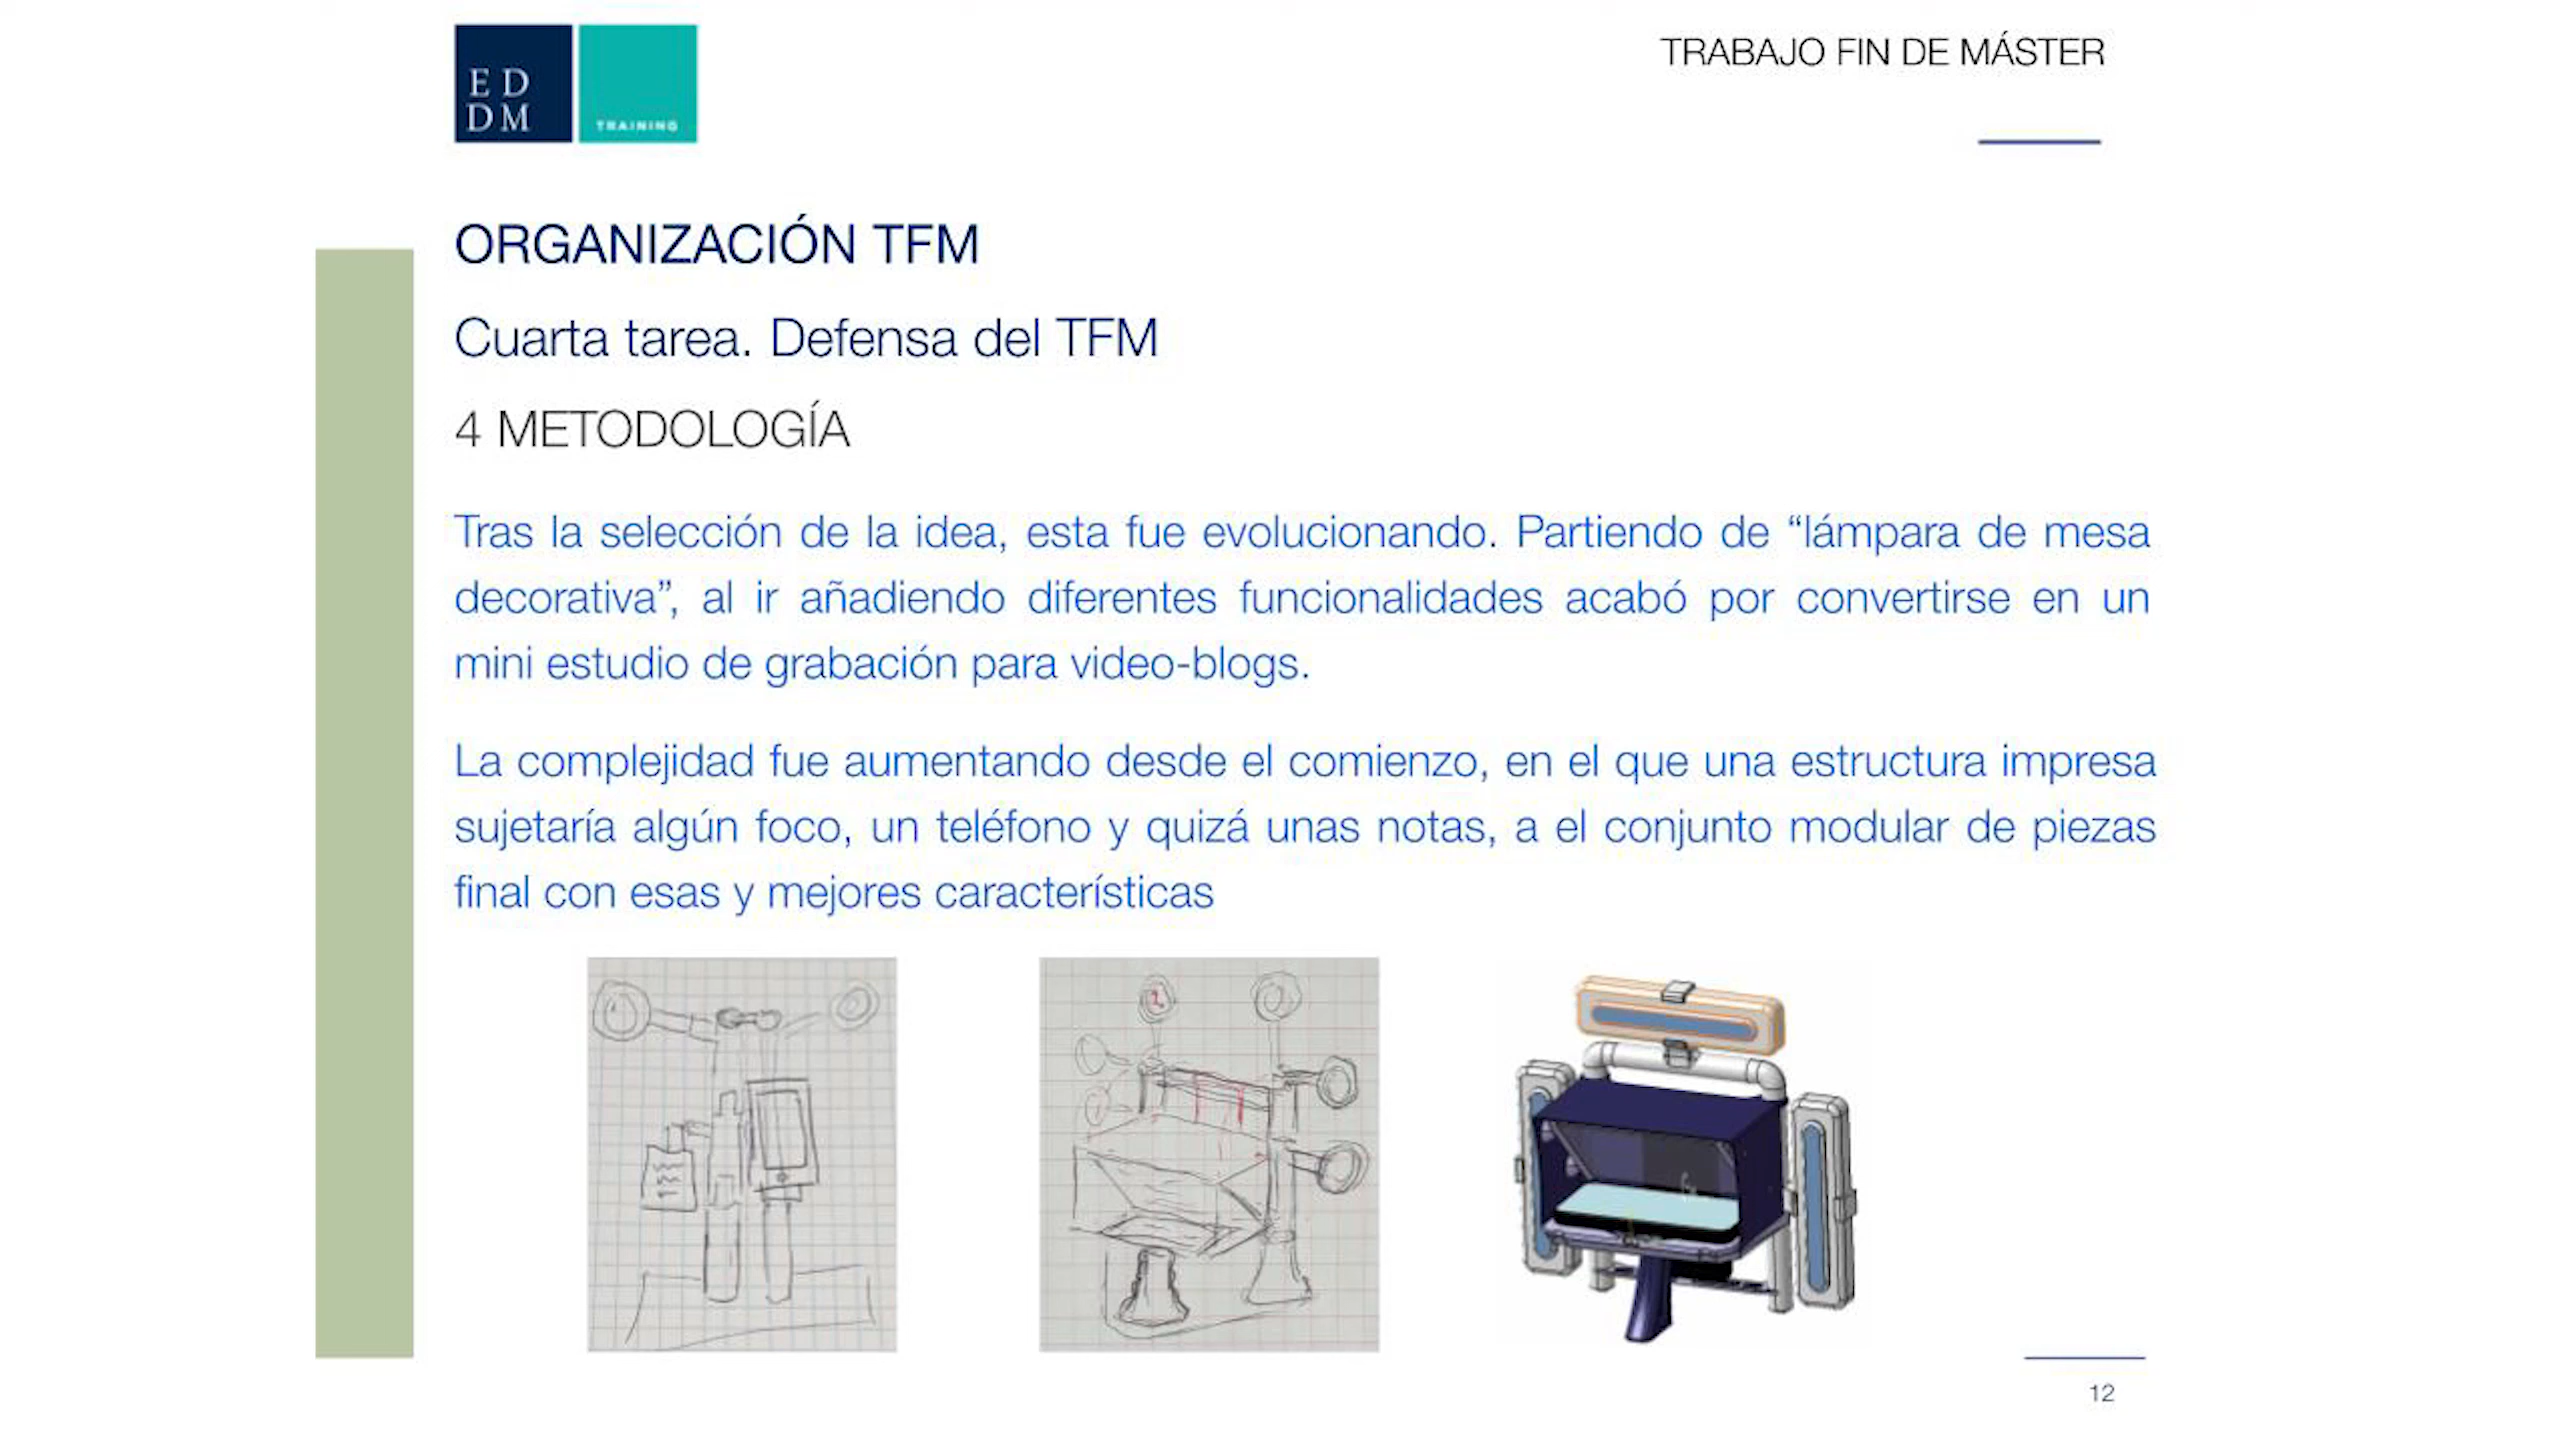 E D
D M
TRAINING
TRABAJO FIN DE MÁSTER
ORGANIZACIÓN TFM
Cuarta tarea. Defensa del TFM
4 METODOLOGÍA
Tras la selección de la idea, esta fue evolucionando. Partiendo de “lámpara de mesa
decorativa”, al ir añadiendo diferentes funcionalidades acabó por convertirse en un
mini estudio de grabación para video-blogs.
La complejidad fue aumentando desde el comienzo, en el que una estructura impresa
sujetaría algún foco, un teléfono y quizá unas notas, a el conjunto modular de piezas
final con esas y mejores características
12